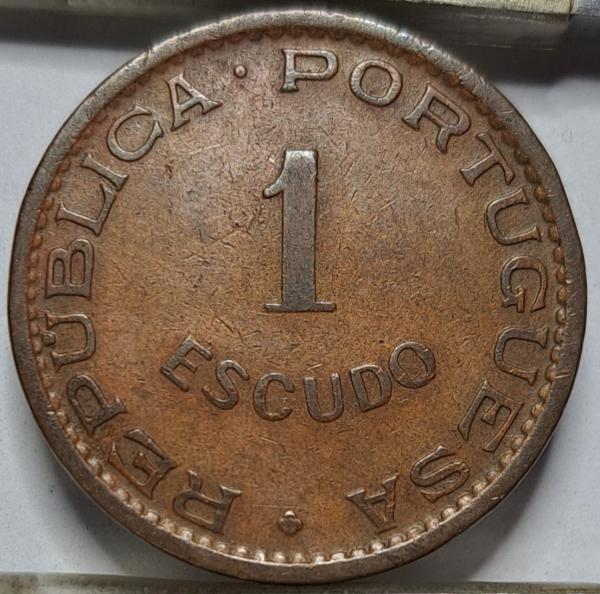 REPÚBLICA · PORTUGUESA
1
ESCUDO